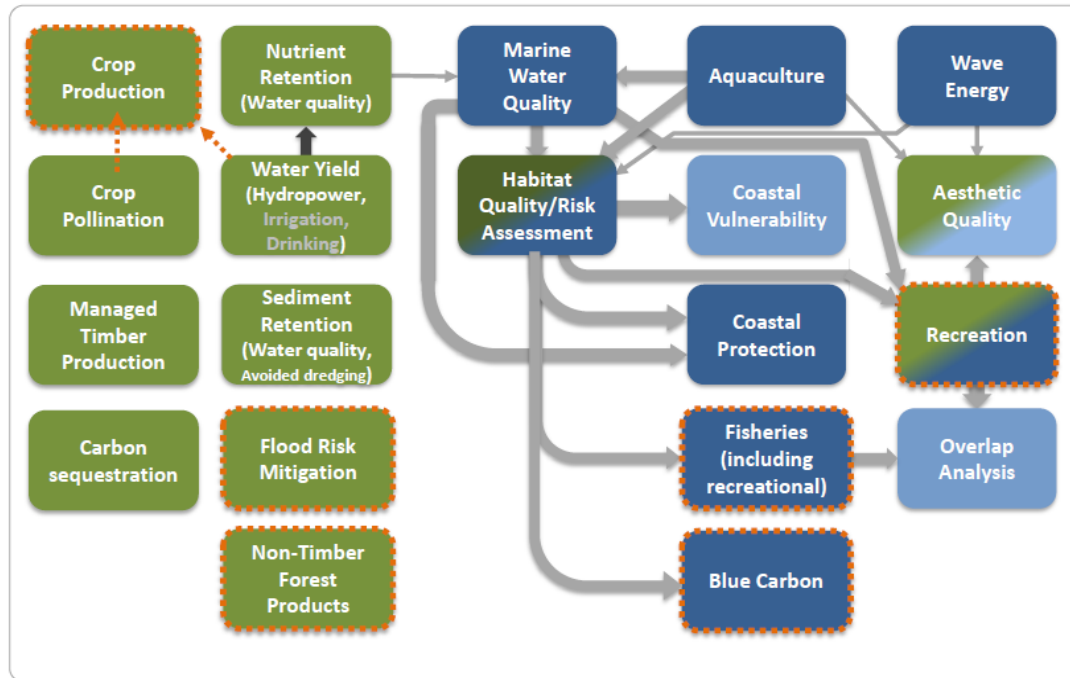 Crop
Production
Nutrient
Retention
(Water quality)
Marine
Water
Quality
Aquaculture
Wave
Energy
Crop
Pollination
Water Yield
(Hydropower,
Irrigation,
Drinking)
Habitat
Quality/Risk
Assessment
Coastal
Vulnerability
Aesthetic
Quality
Managed
Timber
Production
Sediment
Retention
(Water quality,
Avoided dredging)
Coastal
Protection
Recreation
Carbon
sequestration
Flood Risk
Mitigation
Fisheries
(including
recreational)
Overlap
Analysis
Non-Timber
Forest
Products
Blue Carbon